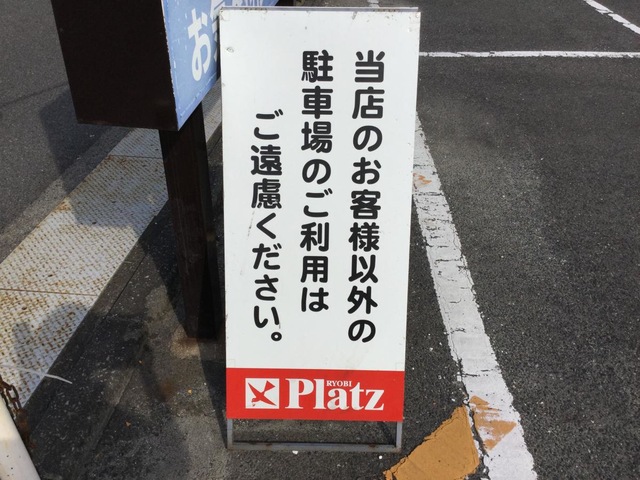 当店のお客様以外の
駐車場のご利用は
ご遠慮ください。
RYOBI
Platz
お